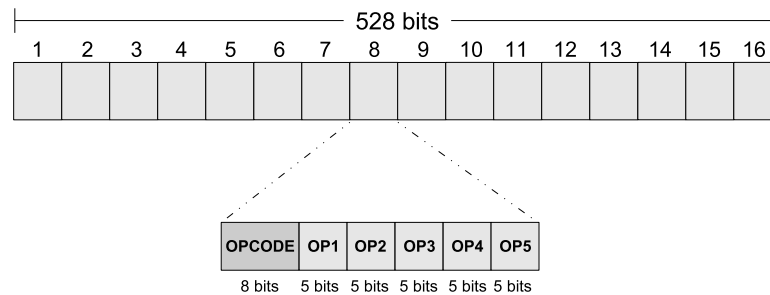 528 bits
1 2 3 4 5 6 7 8 9 10 11 12 13 14 15 16
OPCODE OP1 OP2 OP3 OP4 OP5
8 bits 5 bits 5 bits 5 bits 5 bits 5 bits